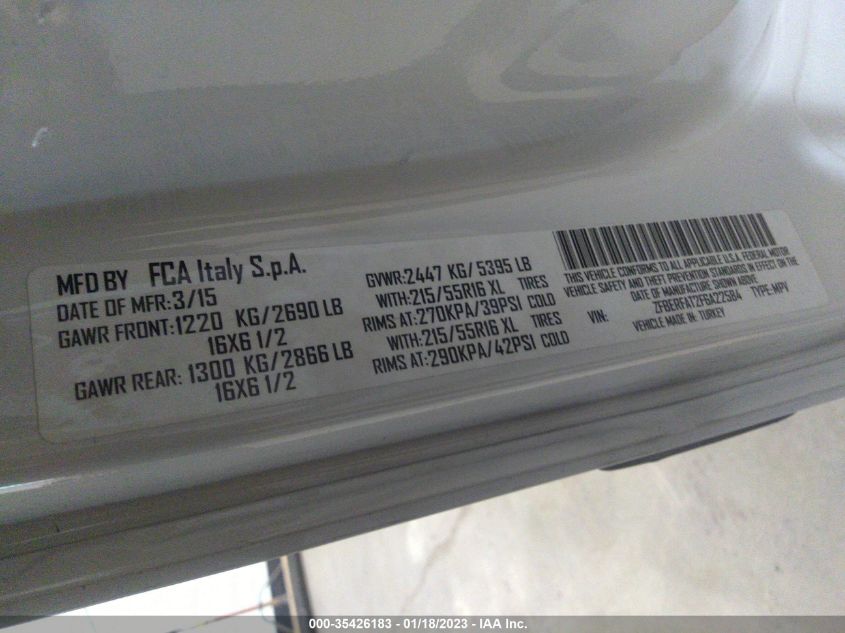 MFD BY FCA Italy S.p.A.
DATE OF MFR:3/15
GAWR FRONT:1220 KG/2690 LB
16X6 1/2
GAWR REAR: 1300 KG/2866 LB
16X6 1/2
GVWR:2447 KG/5395 LB
WITH:215/55R16 XL TIRES
RIMS AT:270KPA/39PSI COLD
WITH:215/55R16 XL TIRES
RIMS AT:290KPA/42PSI COLD
THIS VEHICLE CONFORMS TO ALL APPLICABLE U.S.A. FEDERAL MOTOR
VEHICLE SAFETY AND THEFT PREVENTION STANDARDS IN EFFECT ON THE
DATE OF MANUFACTURE SHOWN ABOVE.
VIN: ZFBERFAT2F6A22584 TYPE:MPV
VEHICLE MADE IN: TURKEY
000-35426183 - 01/18/2023 - IAA Inc.